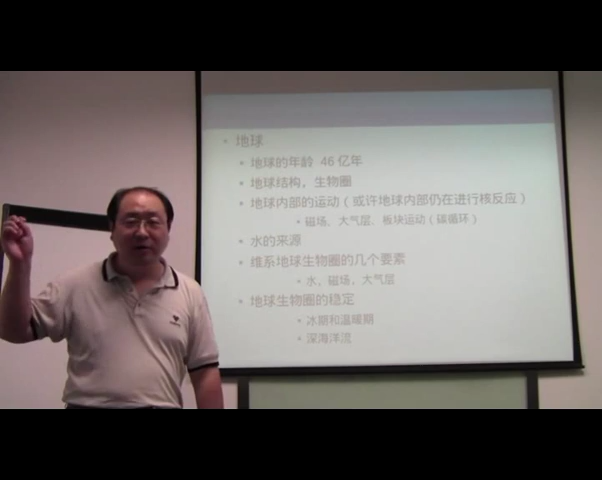 • 地球
• 地球的年龄 46 亿年
• 地球结构，生物圈
• 地球内部的运动（或许地球内部仍在进行核反应）
• 磁场、大气层、板块运动（碳循环）
• 水的来源
• 维系地球生物圈的几个要素
• 水、磁场，大气层
• 地球生物圈的稳定
• 冰期和温暖期
• 深海洋流